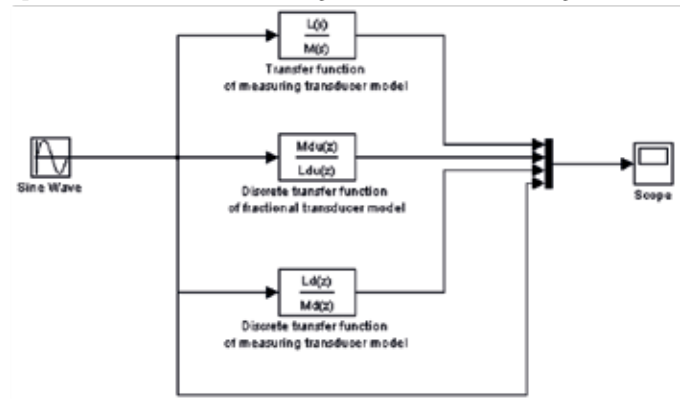 L(s)
M(s)
Transfer function
of measuring transducer model
Mdu(z)
Ldu(z)
Sine Wave
Discrete transfer function
of fractional transducer model
Scope
Ld(z)
Md(z)
Discrete transfer function
of measuring transducer model